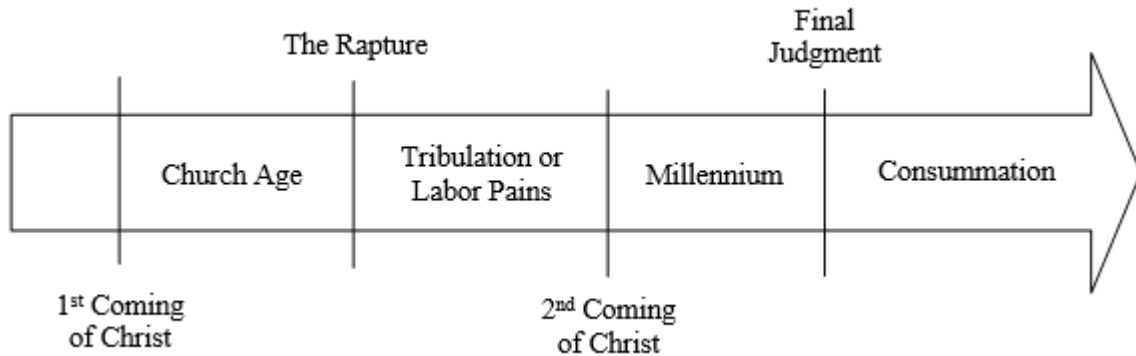 The Rapture
Final
Judgment
Church Age
Tribulation or
Labor Pains
Millennium
Consummation
1st Coming
of Christ
2nd Coming
of Christ